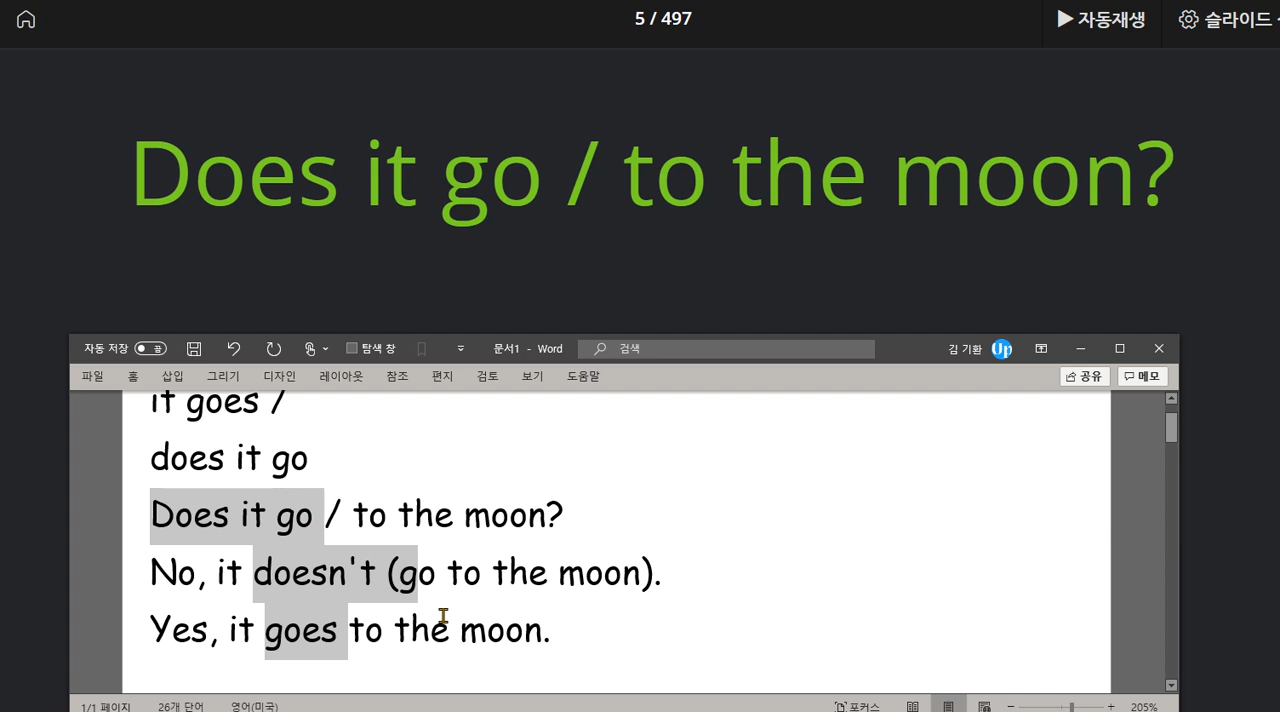 5 / 497
▶ 자동재생
슬라이드
Does it go / to the moon?
자동 저장 끔
탐색 창
문서1 - Word
검색
김 기환
Up
파일 홈 삽입 그리기 디자인 레이아웃 참조 편지 검토 보기 도움말
공유
메모
it goes /
does it go
Does it go / to the moon?
No, it doesn't (go to the moon).
Yes, it goes to the moon.
1/1 페이지 26개 단어 영어(미국)
포커스
205%